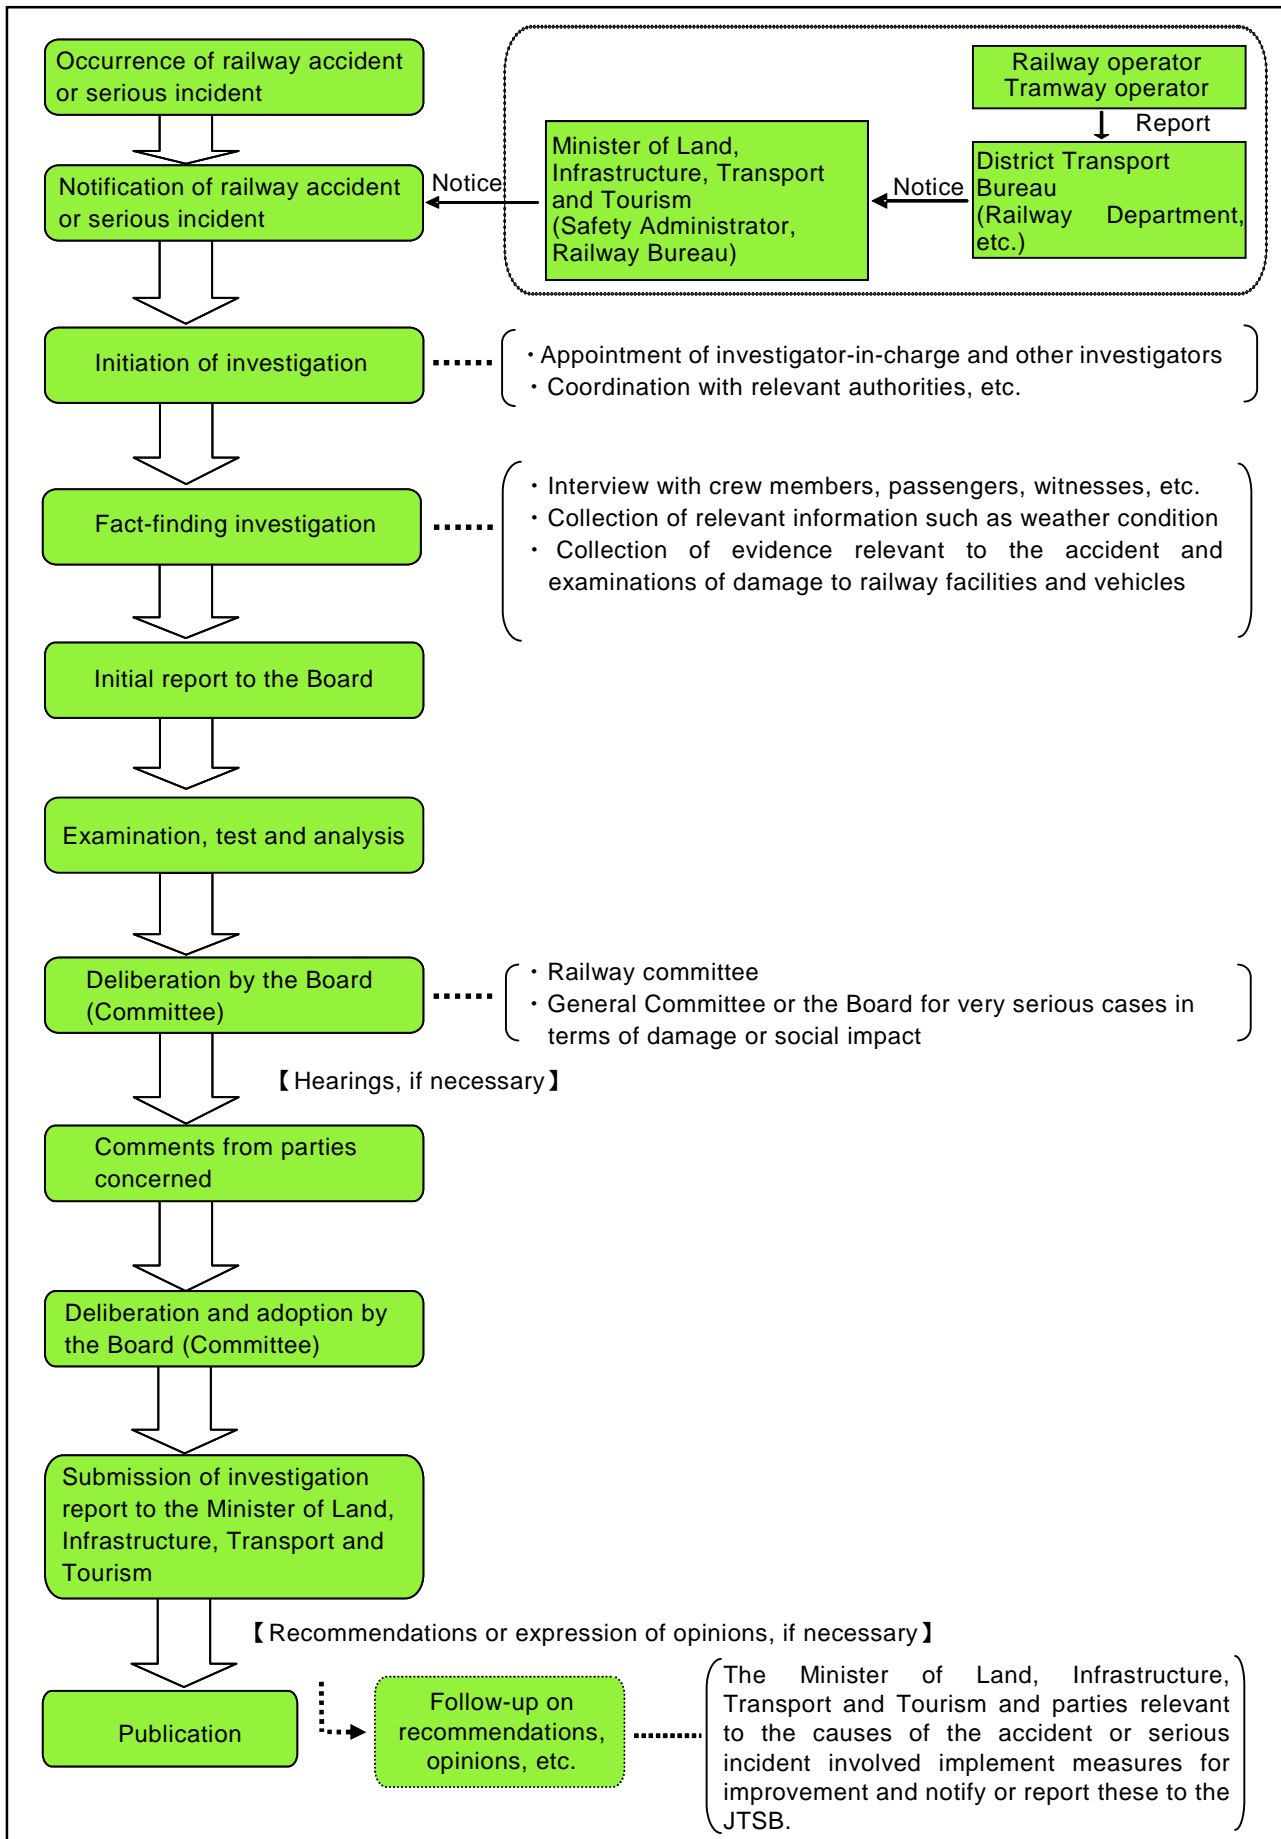 Occurrence of railway accident
or serious incident
Railway operator
Tramway operator
Report
Minister of Land,
Infrastructure, Transport
and Tourism
(Safety Administrator,
Railway Bureau)
District Transport
Bureau
(Railway Department,
etc.)
Notice
Notice
Notification of railway accident
or serious incident
Initiation of investigation
・Appointment of investigator-in-charge and other investigators
・Coordination with relevant authorities, etc.
Fact-finding investigation
・Interview with crew members, passengers, witnesses, etc.
・Collection of relevant information such as weather condition
・Collection of evidence relevant to the accident and
examinations of damage to railway facilities and vehicles
Initial report to the Board
Examination, test and analysis
Deliberation by the Board
(Committee)
・Railway committee
・General Committee or the Board for very serious cases in
terms of damage or social impact
【Hearings, if necessary】
Comments from parties
concerned
Deliberation and adoption by
the Board (Committee)
Submission of investigation
report to the Minister of Land,
Infrastructure, Transport and
Tourism
【Recommendations or expression of opinions, if necessary】
Publication
Follow-up on
recommendations,
opinions, etc.
The Minister of Land, Infrastructure,
Transport and Tourism and parties relevant
to the causes of the accident or serious
incident involved implement measures for
improvement and notify or report these to the
JTSB.